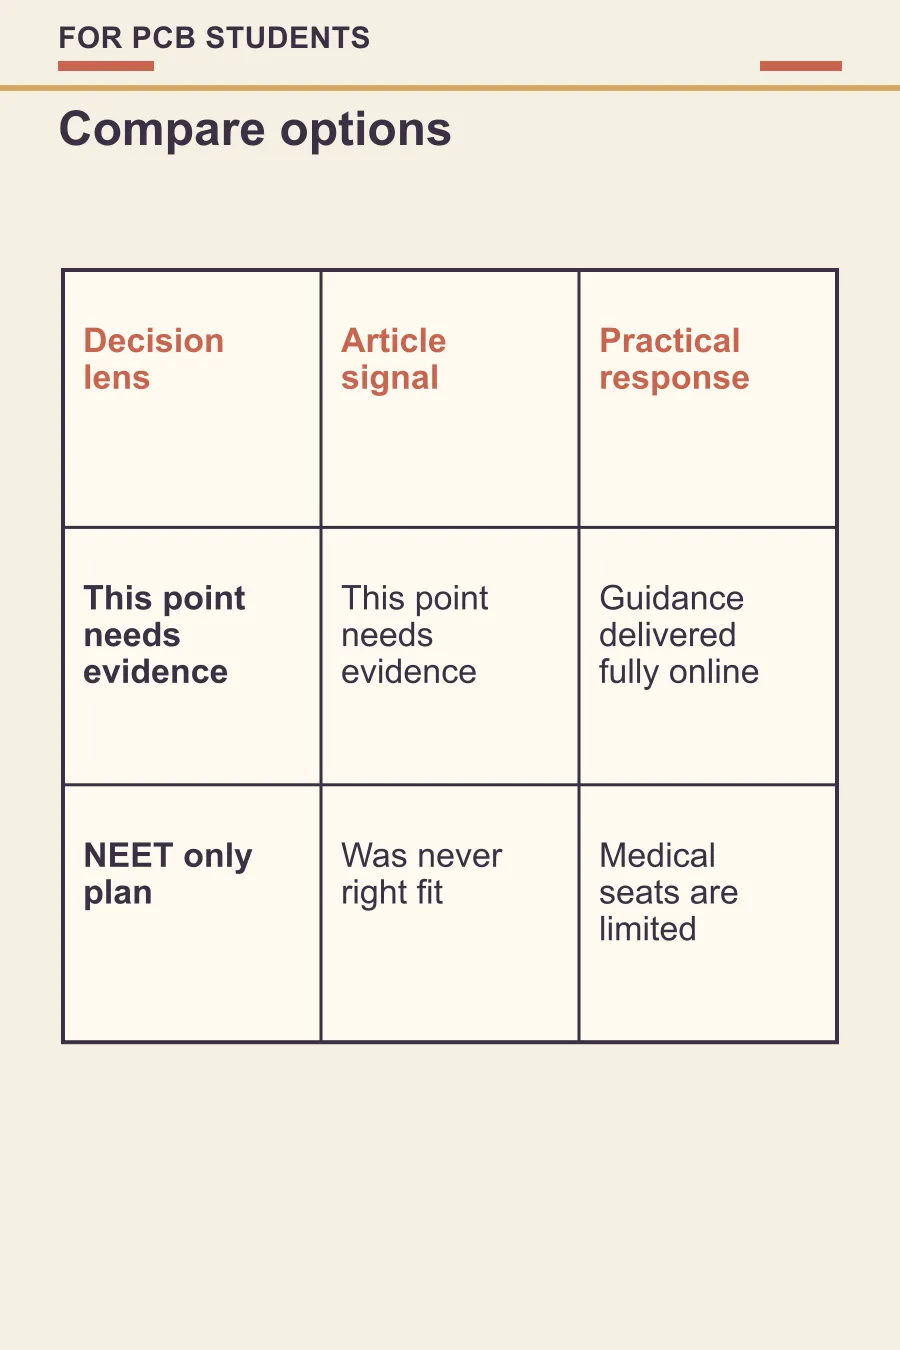 FOR PCB STUDENTS
Compare options
Decision
lens
Article
signal
Practical
response
This point
needs
evidence
This point
needs
evidence
Guidance
delivered
fully online
NEET only
plan
Was never
right fit
Medical
seats are
limited